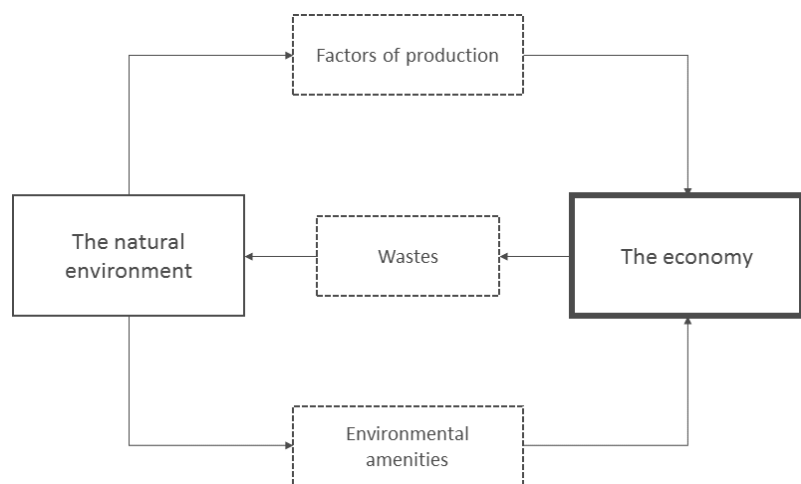 Factors of production
The natural
environment
Wastes
The economy
Environmental
amenities